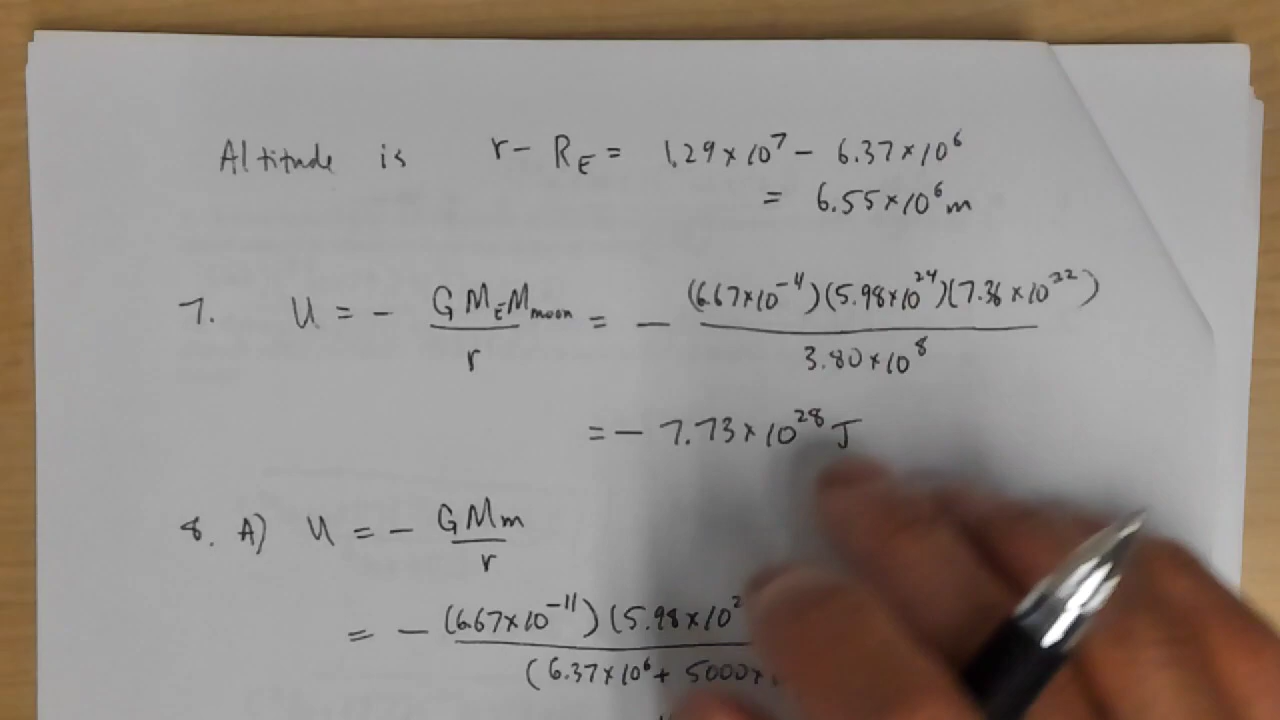 Altitude is r - R_E = 1.29×10^7 - 6.37×10^6
= 6.55×10^6 m
7. U = - G M_E M_moon / r = - (6.67×10^-11)(5.98×10^24)(7.36×10^22) / 3.80×10^8
= - 7.73×10^28 J
8. A) U = - GMm / r
= - (6.67×10^-11)(5.98×10^2 / (6.37×10^6 + 5000×